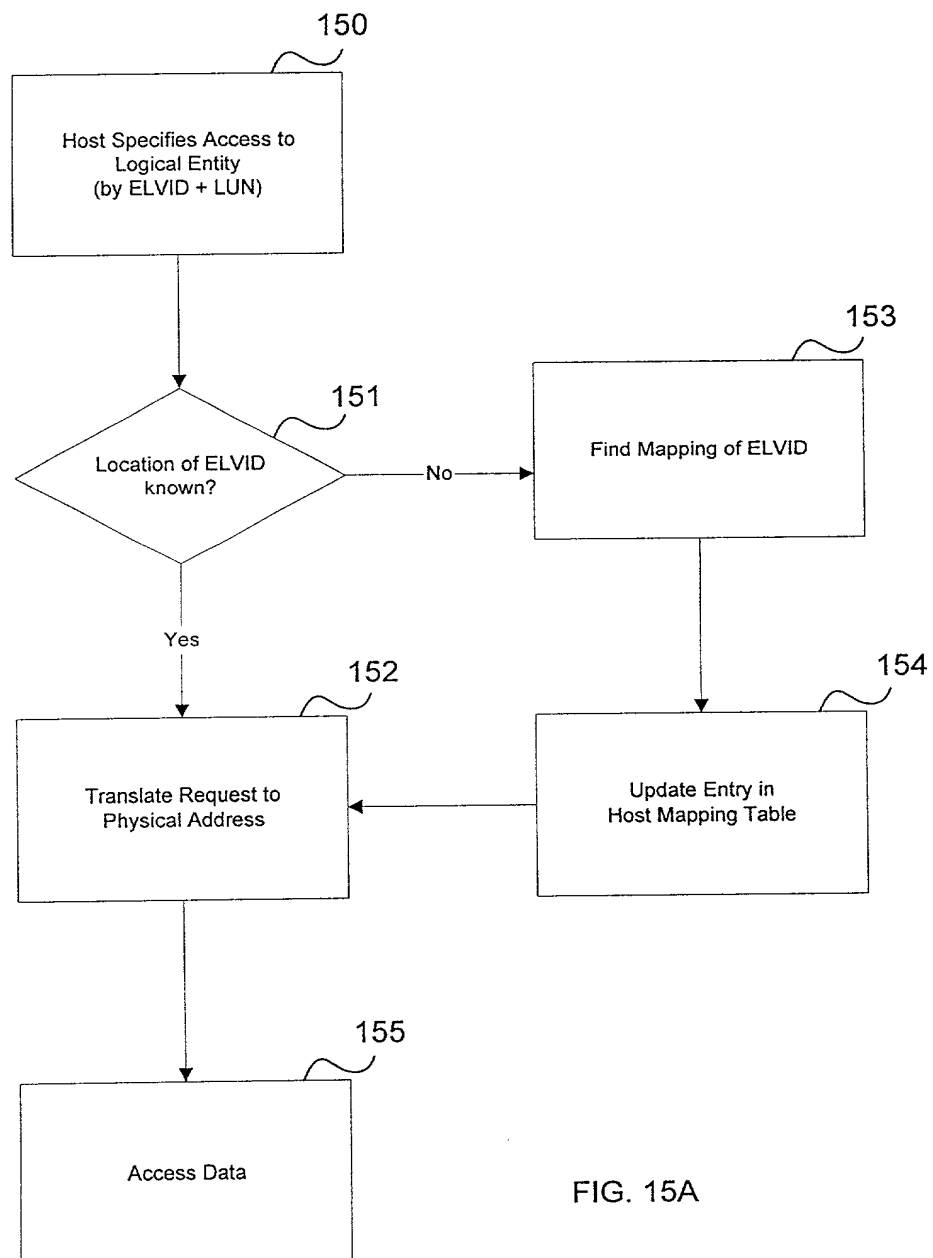 150
Host Specifies Access to
Logical Entity
(by ELVID + LUN)
151
Location of ELVID
known?
No
153
Find Mapping of ELVID
Yes
152
Translate Request to
Physical Address
154
Update Entry in
Host Mapping Table
155
Access Data
FIG. 15A